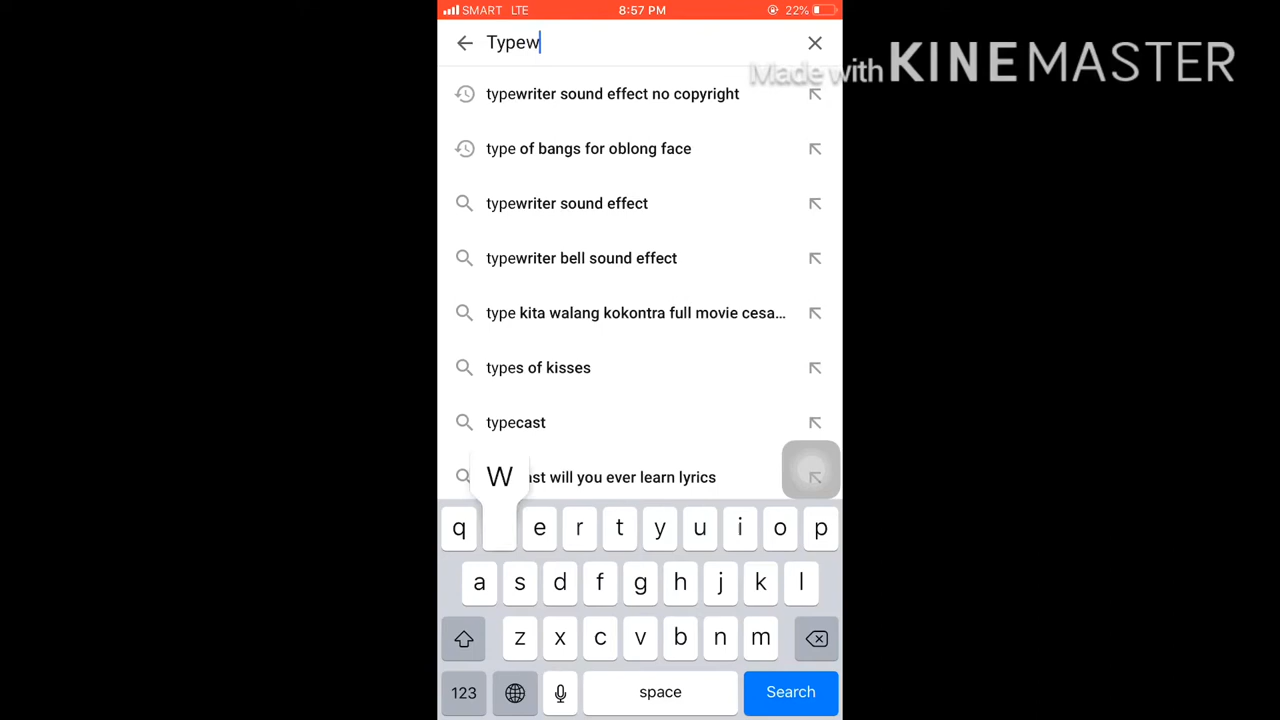 SMART LTE 8:57 PM 22%
Typew
Made with KINEMASTER
typewriter sound effect no copyright
type of bangs for oblong face
typewriter sound effect
typewriter bell sound effect
type kita walang kokontra full movie cesa...
types of kisses
typecast
will you ever learn lyrics
W
q e r t y u i o p
a s d f g h j k l
z x c v b n m
123 space Search